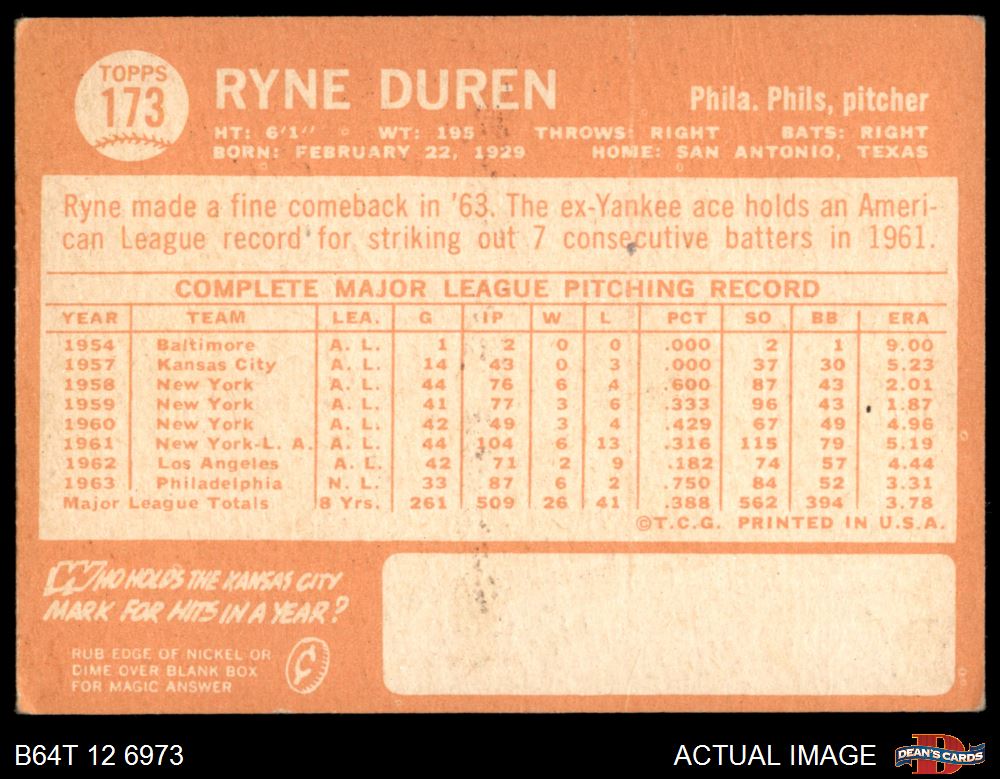 TOPPS
173
RYNE DUREN
Phila. Phils, pitcher
HT: 6'1" WT: 195 THROWS: RIGHT BATS: RIGHT
BORN: FEBRUARY 22, 1929 HOME: SAN ANTONIO, TEXAS
Ryne made a fine comeback in '63. The ex-Yankee ace holds an Ameri-
can League record for striking out 7 consecutive batters in 1961.
COMPLETE MAJOR LEAGUE PITCHING RECORD
YEAR TEAM LEA. G IP W L PCT SO BB ERA
1954 Baltimore A. L. 1 2 0 0 .000 2 1 9.00
1957 Kansas City A. L. 14 43 0 3 .000 37 30 5.23
1958 New York A. L. 44 76 6 4 .600 87 43 2.01
1959 New York A. L. 41 77 3 6 .333 96 43 1.87
1960 New York A. L. 42 49 3 4 .429 67 49 4.96
1961 New York-L. A. A. L. 44 104 6 13 .316 115 79 5.19
1962 Los Angeles A. L. 42 71 2 9 .182 74 57 4.44
1963 Philadelphia N. L. 33 87 6 2 .750 84 52 3.31
Major League Totals 8 Yrs. 261 509 26 41 .388 562 394 3.78
©T.C.G. PRINTED IN U.S.A.
WHO HOLDS THE KANSAS CITY
MARK FOR HITS IN A YEAR?
RUB EDGE OF NICKEL OR
DIME OVER BLANK BOX
FOR MAGIC ANSWER
¢
B64T 12 6973
ACTUAL IMAGE
D
DEAN'S CARDS